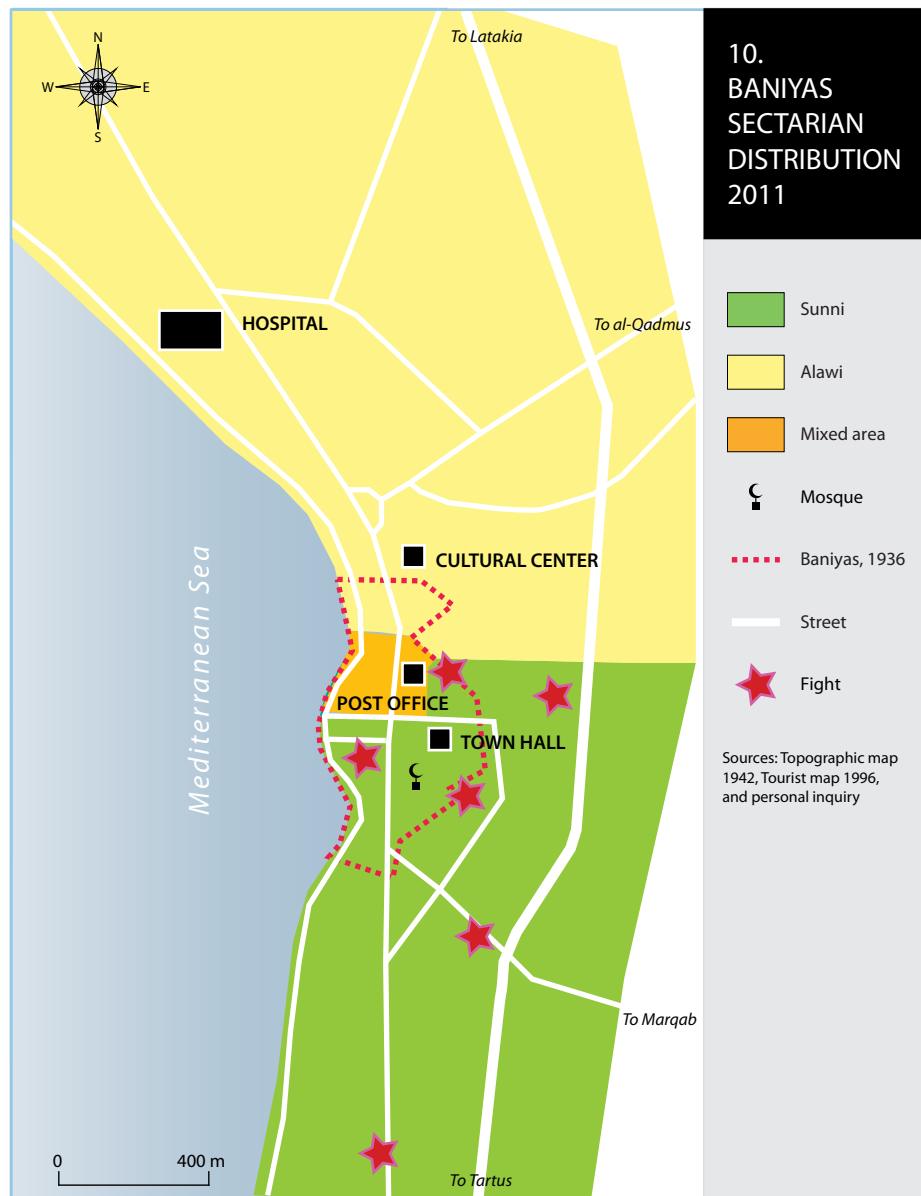 To Latakia
N
W
E
S
HOSPITAL
To al-Qadmus
CULTURAL CENTER
Mediterranean Sea
POST OFFICE
TOWN HALL
To Marqab
0
400 m
To Tartus
10.
BANIYAS
SECTARIAN
DISTRIBUTION
2011
Sunni
Alawi
Mixed area
Mosque
Baniyas, 1936
Street
Fight
Sources: Topographic map
1942, Tourist map 1996,
and personal inquiry